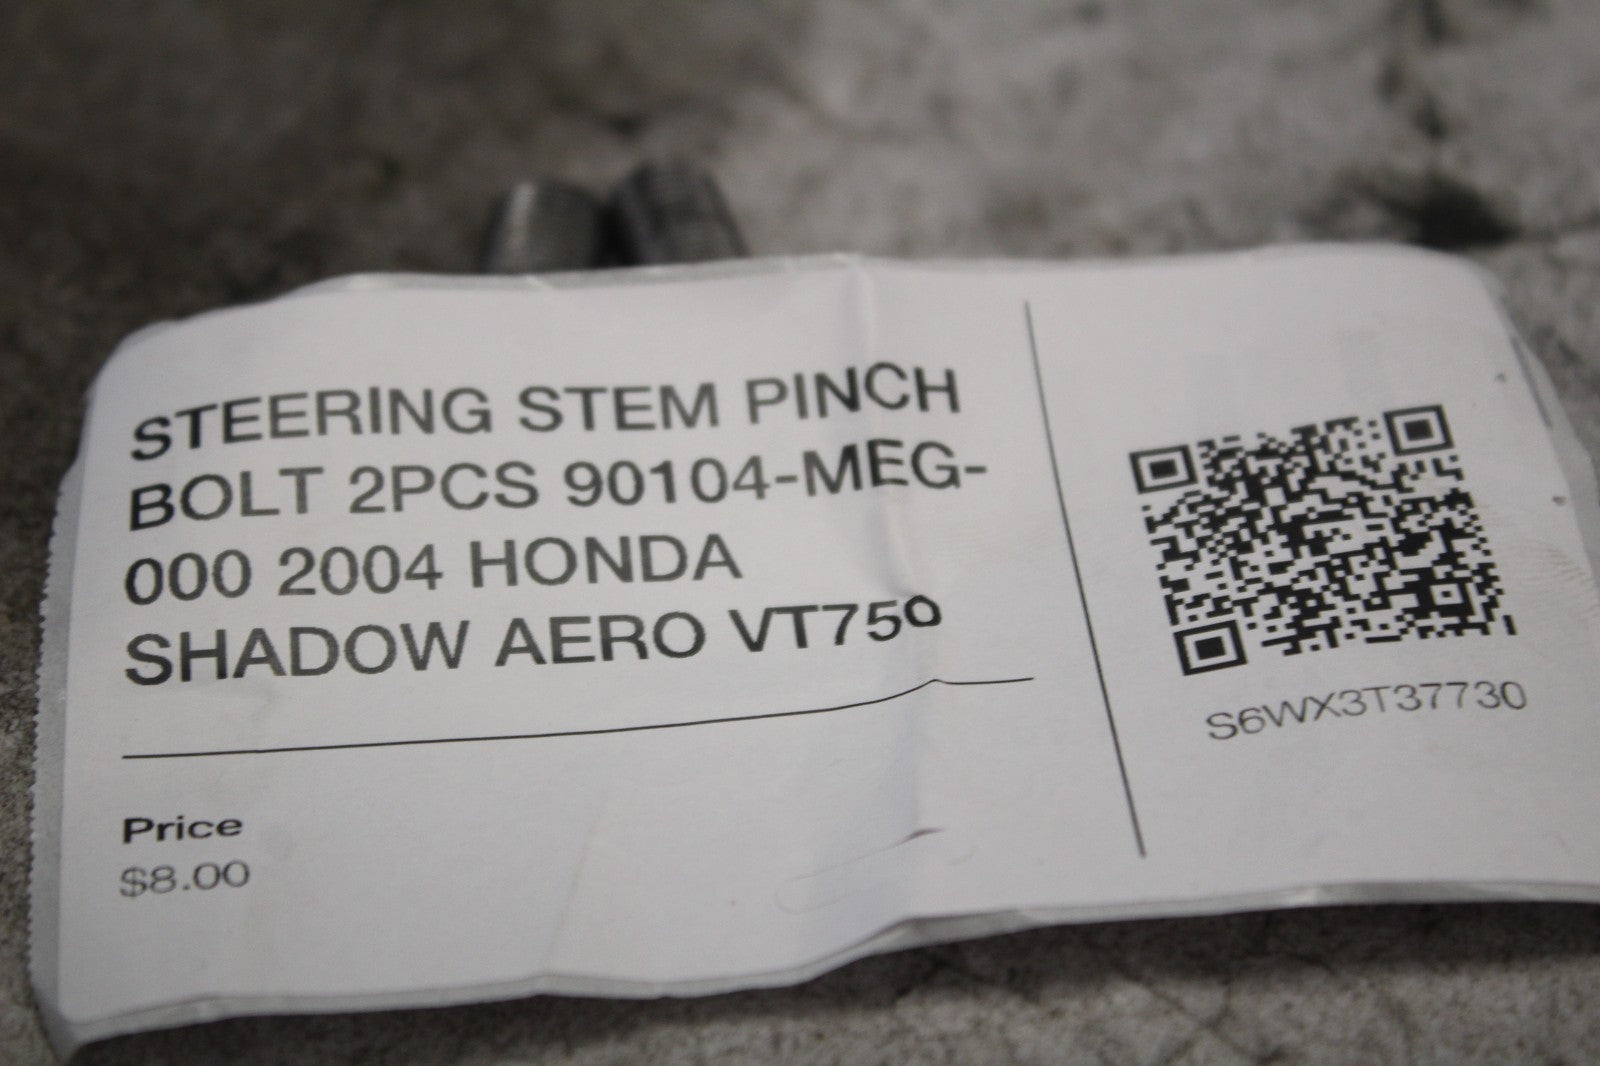 STEERING STEM PINCH
BOLT 2PCS 90104-MEG-
000 2004 HONDA
SHADOW AERO VT750
Price
$8.00
S6WX3T37730